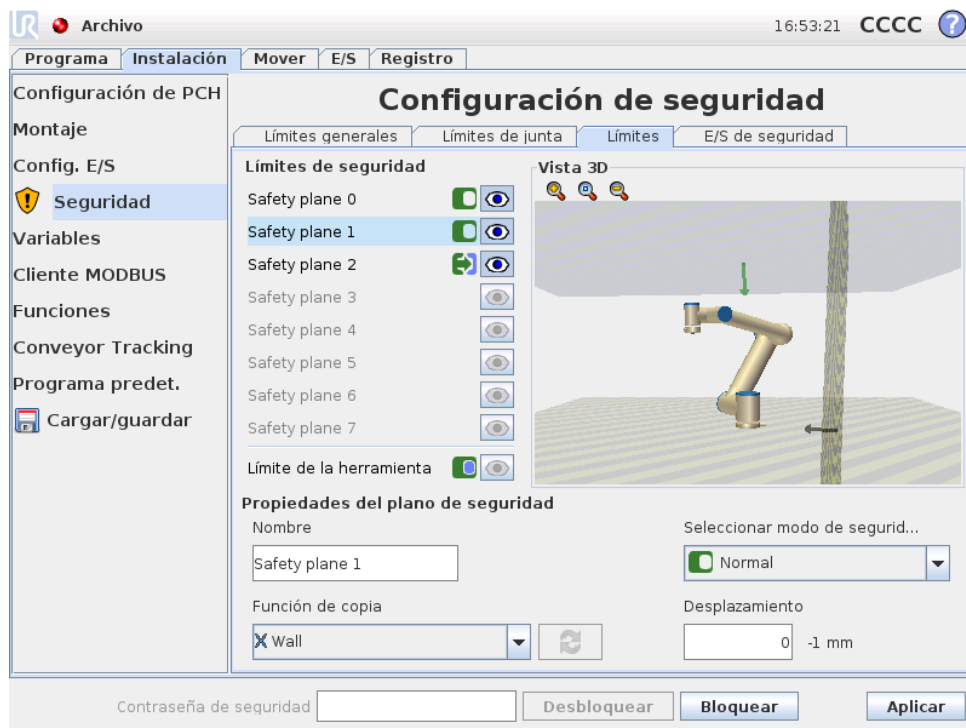 UR Archivo 16:53:21 CCCC ?
Programa Instalación Mover E/S Registro
Configuración de PCH
Montaje
Config. E/S
Seguridad
Variables
Cliente MODBUS
Funciones
Conveyor Tracking
Programa predet.
Cargar/guardar
Configuración de seguridad
Límites generales Límites de junta Límites E/S de seguridad
Límites de seguridad
Safety plane 0
Safety plane 1
Safety plane 2
Safety plane 3
Safety plane 4
Safety plane 5
Safety plane 6
Safety plane 7
Límite de la herramienta
Vista 3D
Propiedades del plano de seguridad
Nombre
Safety plane 1
Seleccionar modo de segurid...
Normal
Función de copia
Wall
Desplazamiento
0 -1 mm
Contraseña de seguridad Desbloquear Bloquear Aplicar